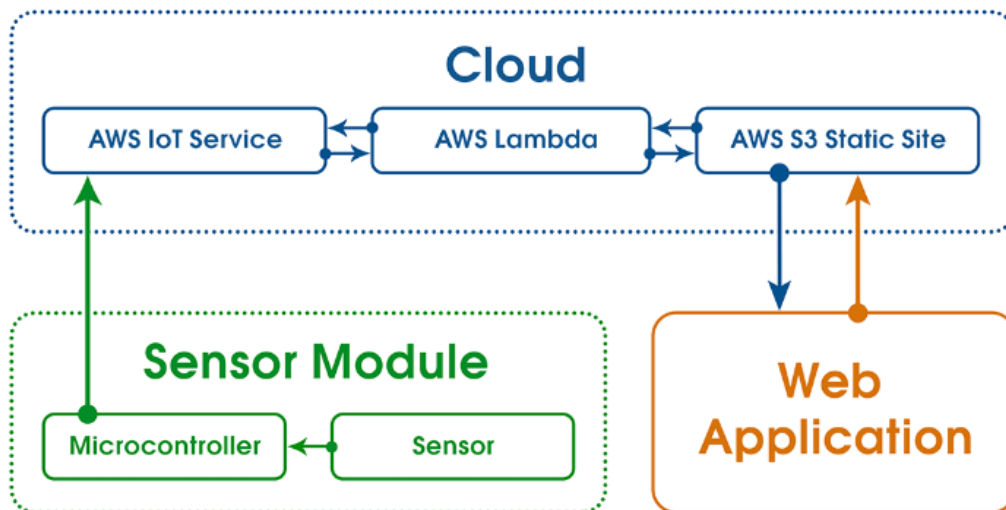 Cloud
AWS IoT Service
AWS Lambda
AWS S3 Static Site
Sensor Module
Microcontroller
Sensor
Web
Application